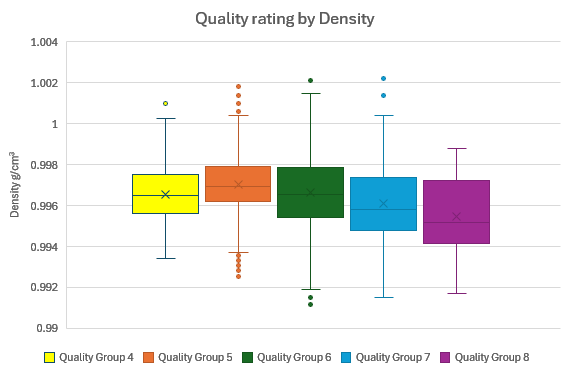 Quality rating by Density
1.004
1.002
1
0.998
0.996
0.994
0.992
0.99
Density g/cm³
Quality Group 4 Quality Group 5 Quality Group 6 Quality Group 7 Quality Group 8